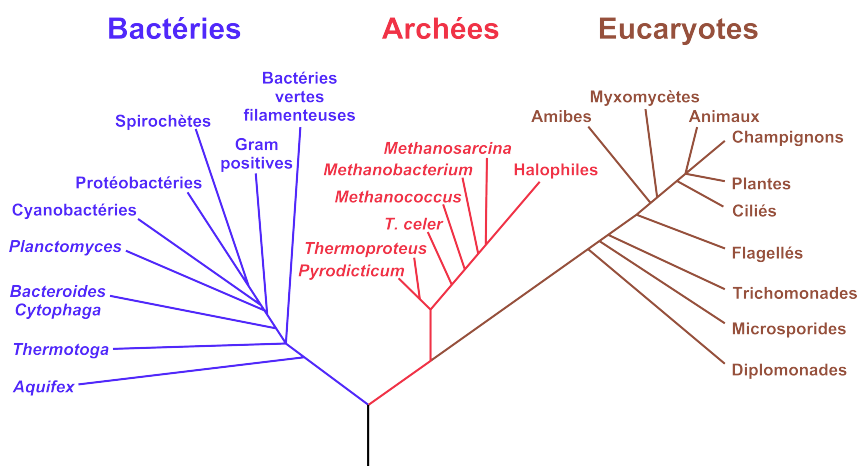 Bactéries
Archées
Eucaryotes
Bactéries
vertes
filamenteuses
Spirochètes
Gram
positives
Protéobactéries
Cyanobactéries
Planctomyces
Bacteroides
Cytophaga
Thermotoga
Aquifex
Methanosarcina
Methanobacterium
Halophiles
Methanococcus
T. celer
Thermoproteus
Pyrodicticum
Myxomycètes
Amibes
Animaux
Champignons
Plantes
Ciliés
Flagellés
Trichomonades
Microsporides
Diplomonades